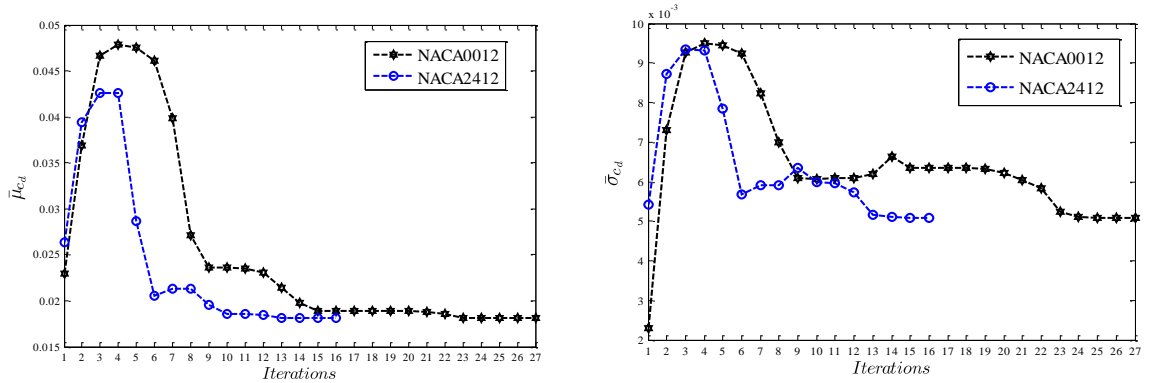 0.05
0.045
0.04
0.035
0.03
0.025
0.02
0.015
μ̄_{c_d}
1 2 3 4 5 6 7 8 9 10 11 12 13 14 15 16 17 18 19 20 21 22 23 24 25 26 27
Iterations
NACA0012
NACA2412
x 10^{-3}
10
9
8
7
6
5
4
3
2
σ̄_{c_d}
1 2 3 4 5 6 7 8 9 10 11 12 13 14 15 16 17 18 19 20 21 22 23 24 25 26 27
Iterations
NACA0012
NACA2412